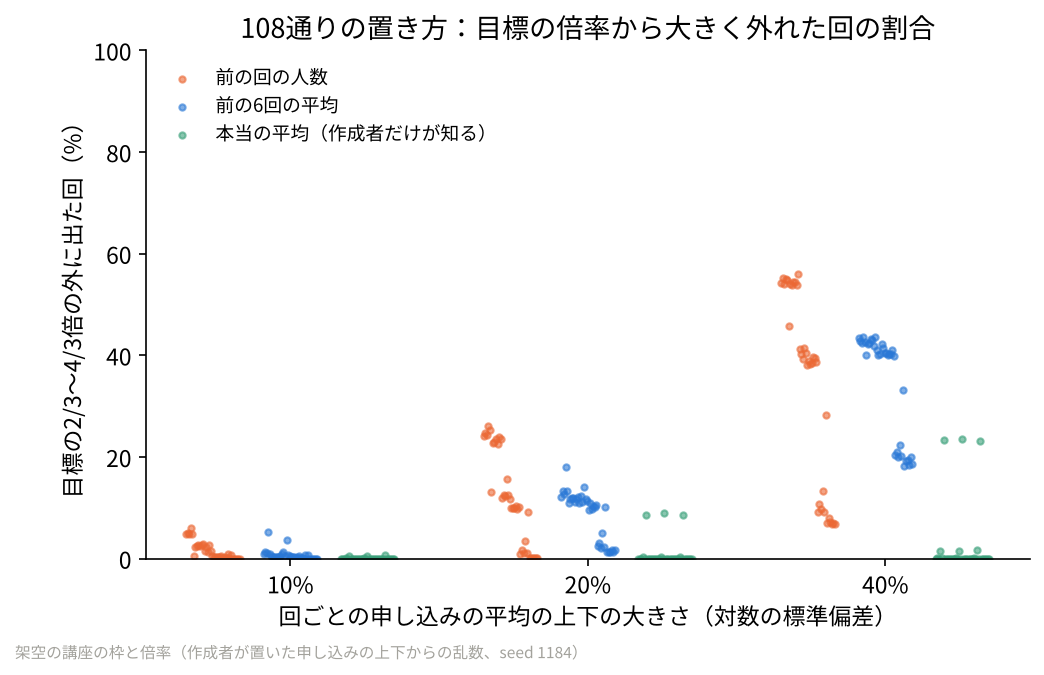 108通りの置き方：目標の倍率から大きく外れた回の割合
前の回の人数
前の6回の平均
本当の平均（作成者だけが知る）
目標の2/3〜4/3倍の外に出た回（%）
100
80
60
40
20
0
10%
20%
40%
回ごとの申し込みの平均の上下の大きさ（対数の標準偏差）
架空の講座の枠と倍率（作成者が置いた申し込みの上下からの乱数、seed 1184）